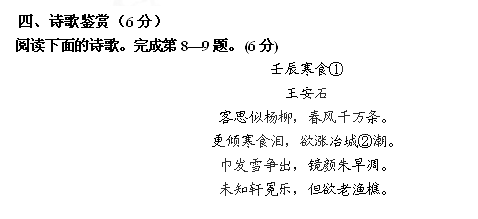 四、诗歌鉴赏（6分）
阅读下面的诗歌。完成第8—9题。(6分)
壬辰寒食①
王安石
客思似杨柳，春风千万条。
更倾寒食泪，欲涨冶城②潮。
巾发雪争出，镜颜朱早凋。
未知轩冕乐，但欲老渔樵。